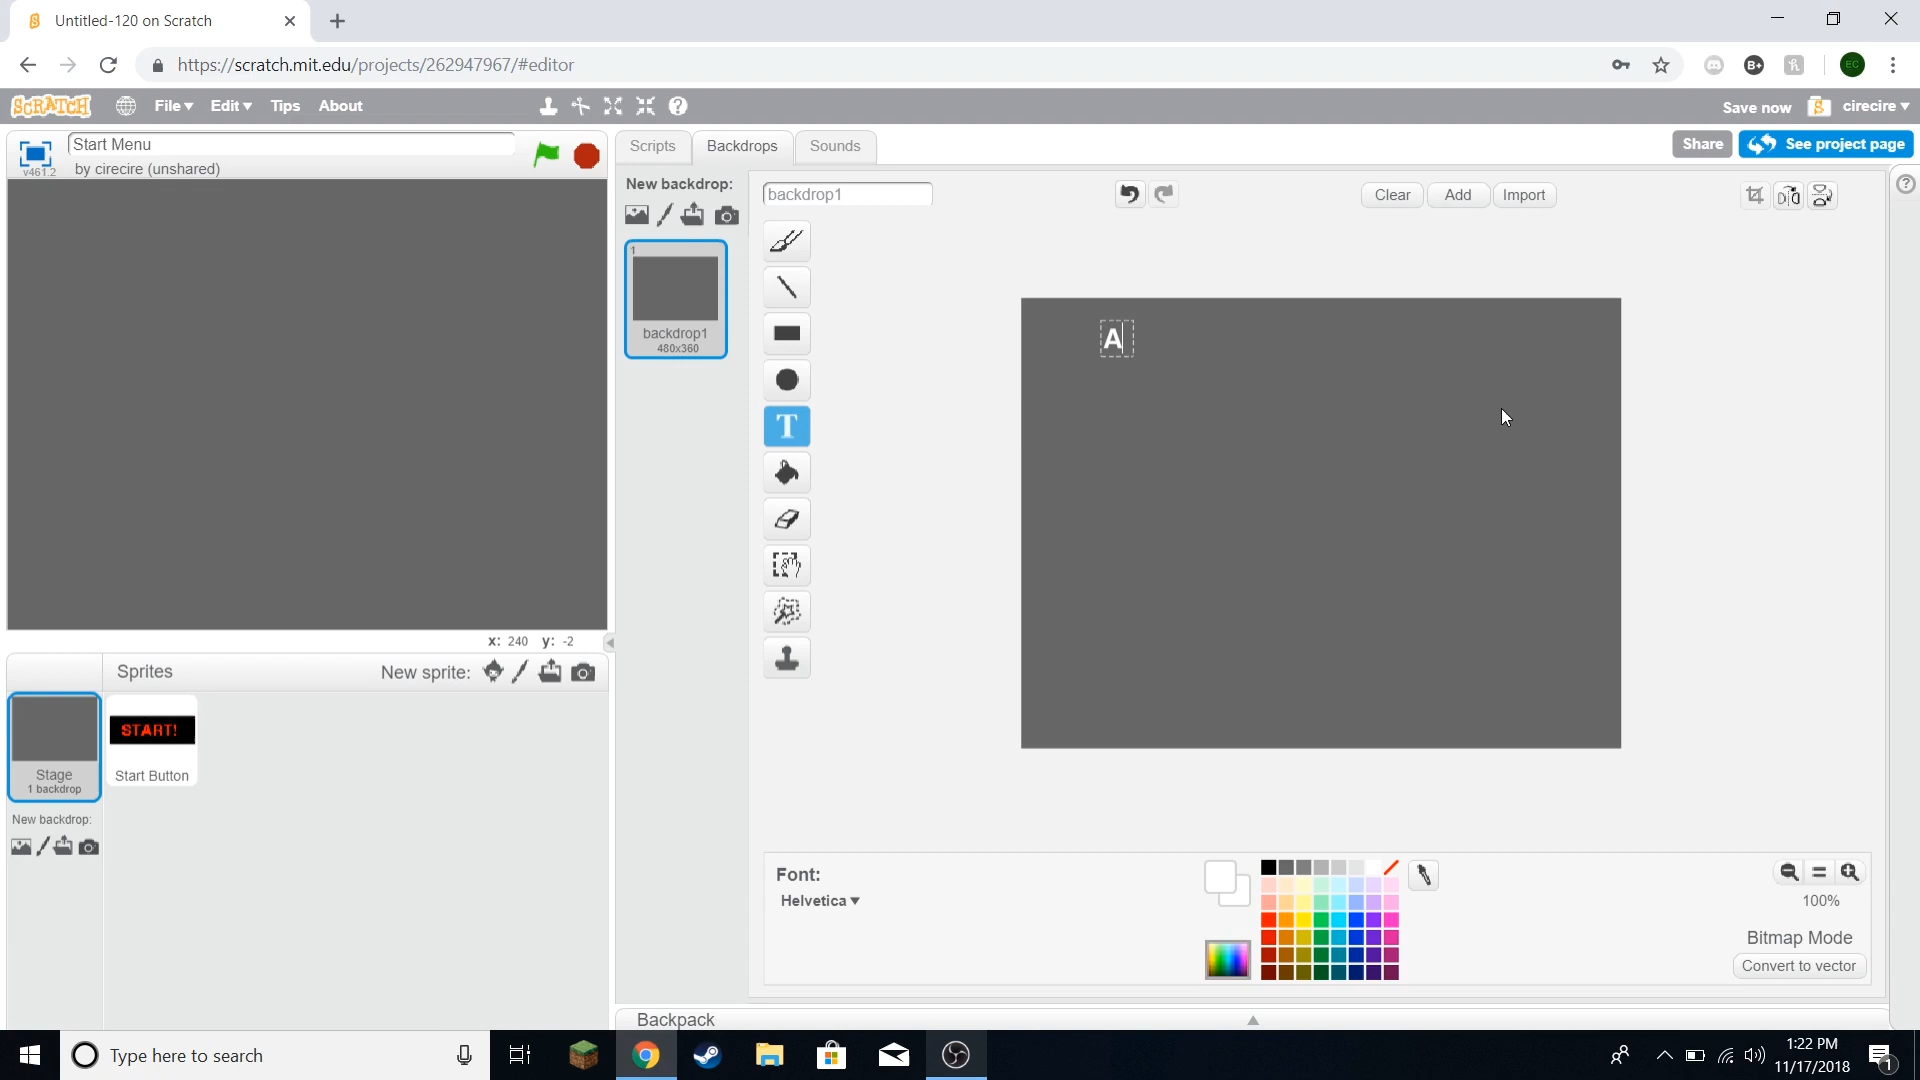 Untitled-120 on Scratch
https://scratch.mit.edu/projects/262947967/#editor
B+
EC
SCRATCH
File
Edit
Tips
About
Save now
cirecire
v461.2
Start Menu
by cirecire (unshared)
Scripts
Backdrops
Sounds
Share
See project page
New backdrop:
backdrop1
Clear
Add
Import
1
backdrop1
480x360
A
T
x: 240 y: -2
Sprites
New sprite:
START!
Stage
1 backdrop
Start Button
New backdrop:
Font:
Helvetica
100%
Bitmap Mode
Convert to vector
Backpack
Type here to search
1:22 PM
11/17/2018
1